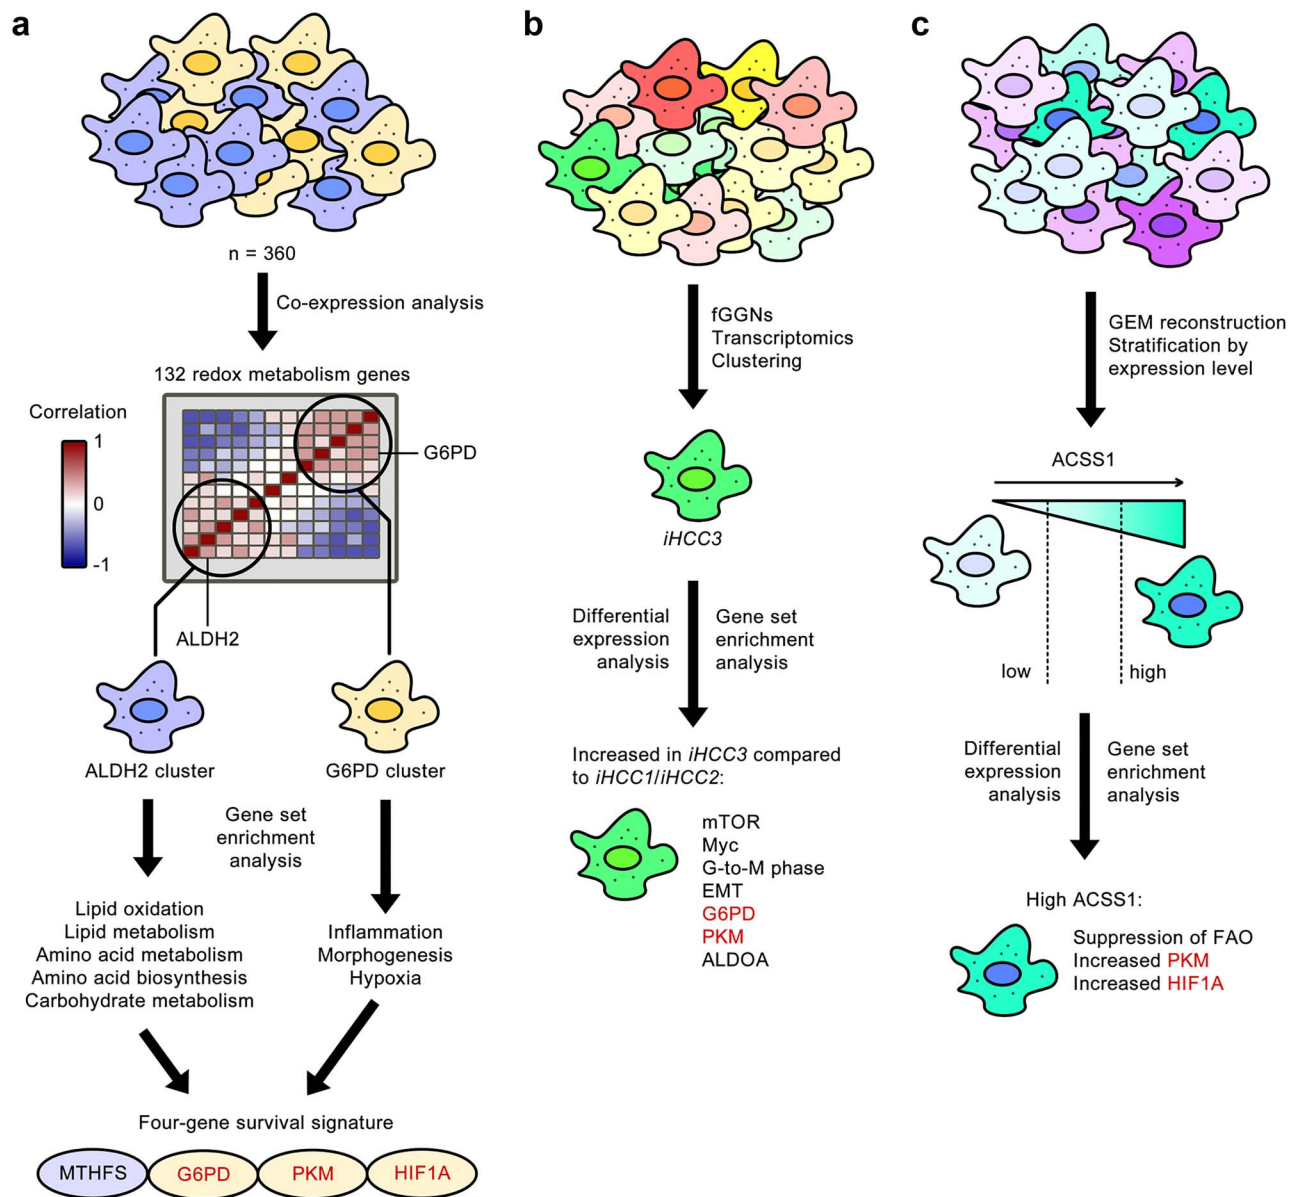 a
n = 360
Co-expression analysis
132 redox metabolism genes
Correlation
1
0
-1
G6PD
ALDH2
ALDH2 cluster
G6PD cluster
Gene set
enrichment
analysis
Lipid oxidation
Lipid metabolism
Amino acid metabolism
Amino acid biosynthesis
Carbohydrate metabolism
Inflammation
Morphogenesis
Hypoxia
Four-gene survival signature
MTHFS
G6PD
PKM
HIF1A
b
fGGNs
Transcriptomics
Clustering
iHCC3
Differential
expression
analysis
Gene set
enrichment
analysis
Increased in iHCC3 compared
to iHCC1/iHCC2:
mTOR
Myc
G-to-M phase
EMT
G6PD
PKM
ALDOA
c
GEM reconstruction
Stratification by
expression level
ACSS1
low
high
Differential
expression
analysis
Gene set
enrichment
analysis
High ACSS1:
Suppression of FAO
Increased PKM
Increased HIF1A